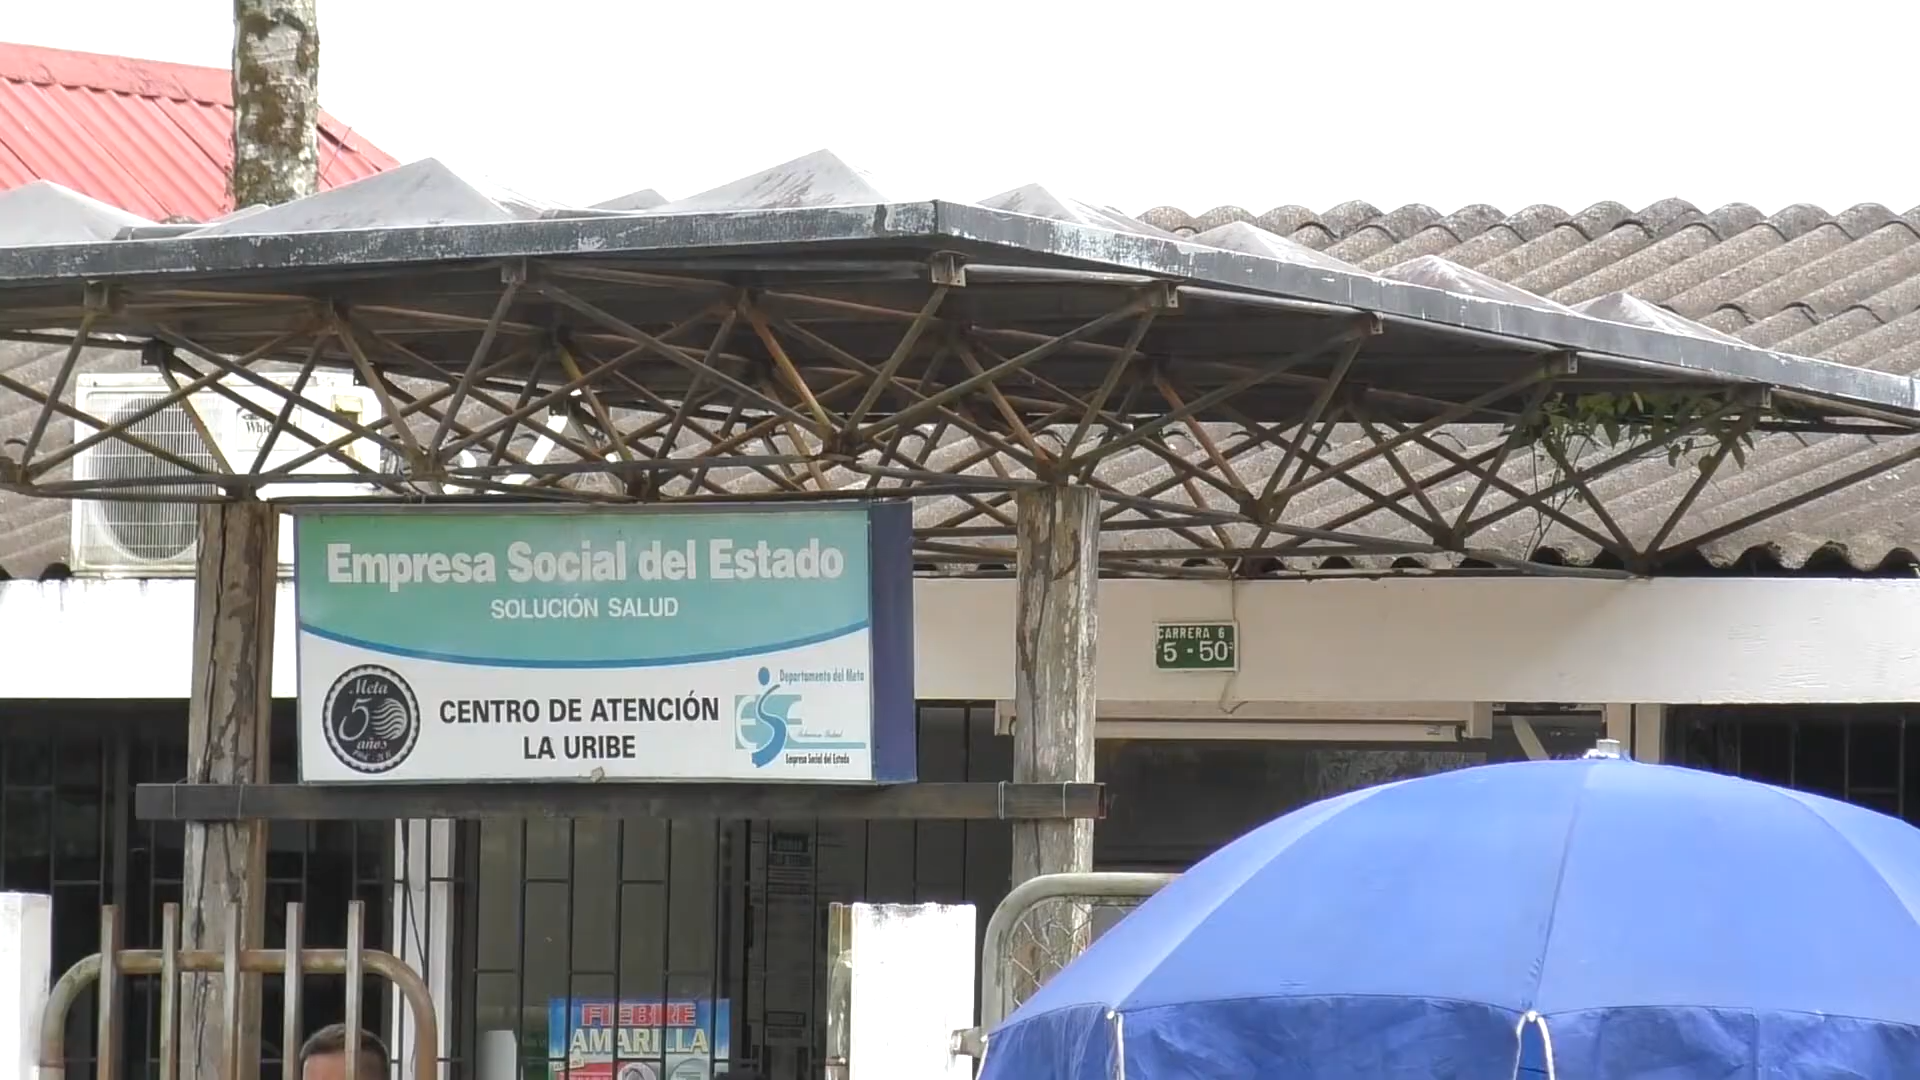 Empresa Social del Estado
SOLUCIÓN SALUD
Meta
50
años
CENTRO DE ATENCIÓN
LA URIBE
Departamento del Meta
ESE
Empresa Social del Estado
CARRERA 6
5 - 50
FIEBRE
AMARILLA